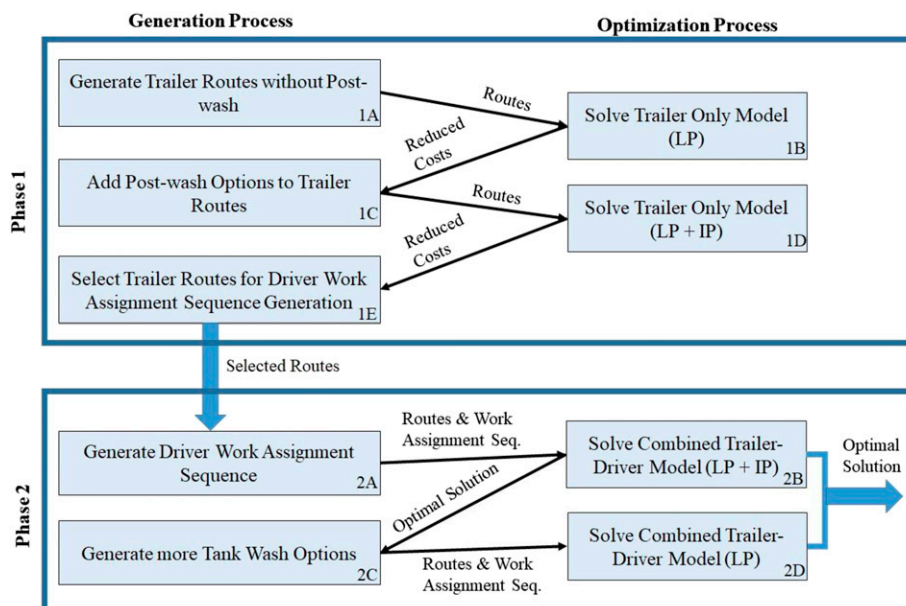 Generation Process
Optimization Process
Phase 1
Generate Trailer Routes without Post-
wash
1A
Routes
Solve Trailer Only Model
(LP)
1B
Reduced
Costs
Add Post-wash Options to Trailer
Routes
1C
Routes
Solve Trailer Only Model
(LP + IP)
1D
Reduced
Costs
Select Trailer Routes for Driver Work
Assignment Sequence Generation
1E
Selected Routes
Phase 2
Generate Driver Work Assignment
Sequence
2A
Routes & Work
Assignment Seq.
Solve Combined Trailer-
Driver Model (LP + IP)
2B
Optimal
Solution
Optimal Solution
Generate more Tank Wash Options
2C
Routes & Work
Assignment Seq.
Solve Combined Trailer-
Driver Model (LP)
2D